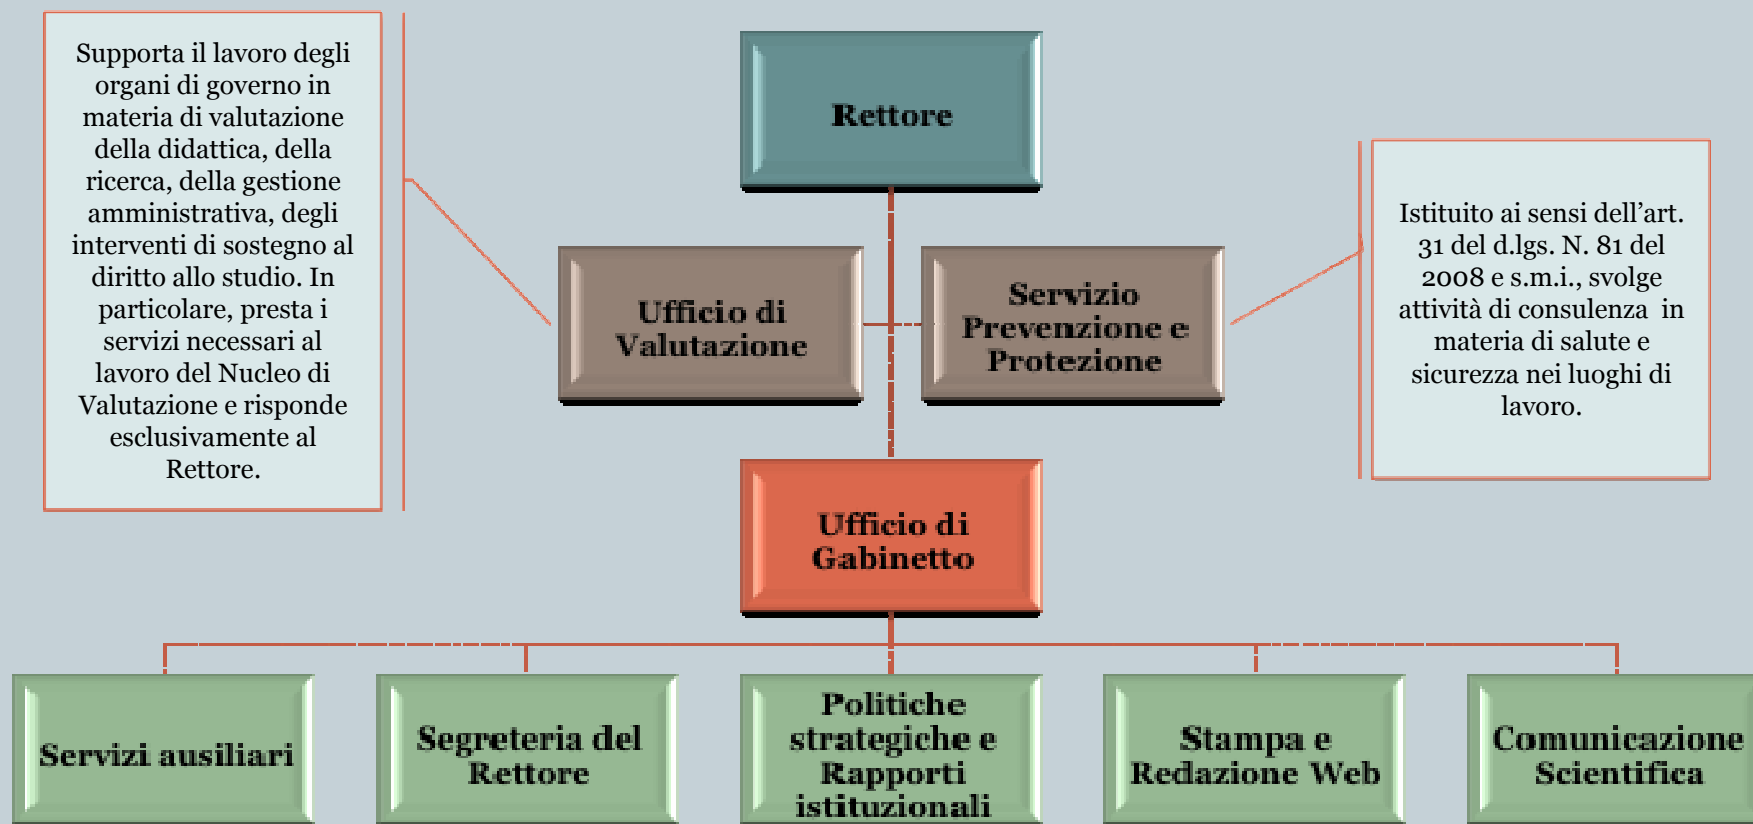 Supporta il lavoro degli
organi di governo in
materia di valutazione
della didattica, della
ricerca, della gestione
amministrativa, degli
interventi di sostegno al
diritto allo studio. In
particolare, presta i
servizi necessari al
lavoro del Nucleo di
Valutazione e risponde
esclusivamente al
Rettore.
Rettore
Istituito ai sensi dell’art.
31 del d.lgs. N. 81 del
2008 e s.m.i., svolge
attività di consulenza  in
materia di salute e
sicurezza nei luoghi di
lavoro.
Ufficio di
Valutazione
Servizio
Prevenzione e
Protezione
Ufficio di
Gabinetto
Servizi ausiliari
Segreteria del
Rettore
Politiche
strategiche e
Rapporti
istituzionali
Stampa e
Redazione Web
Comunicazione
Scientifica